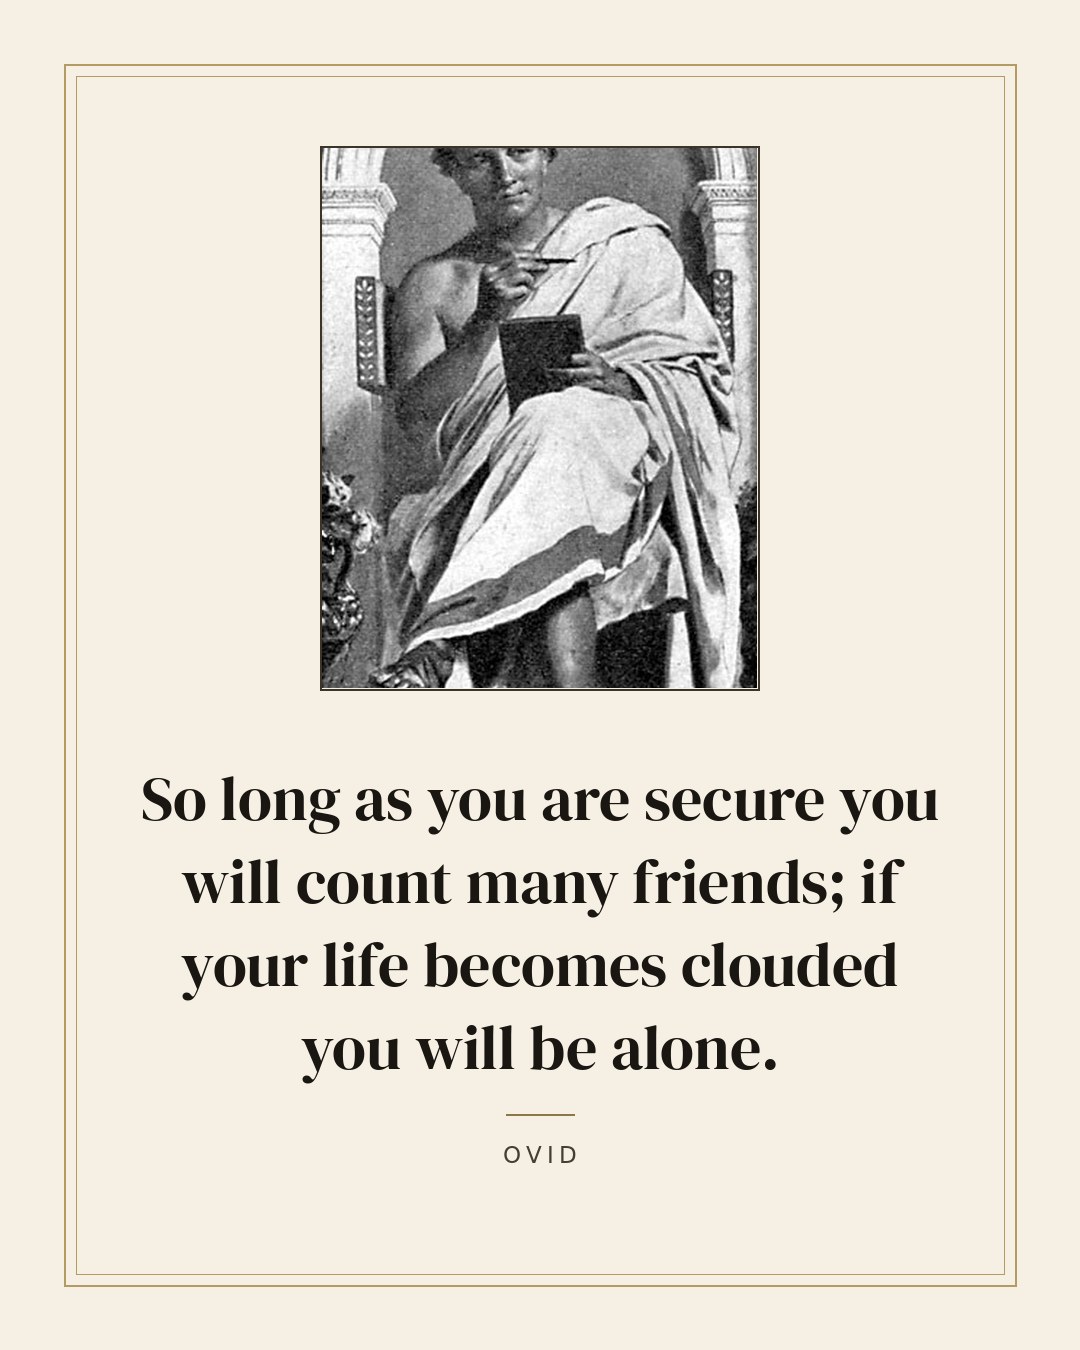 So long as you are secure you
will count many friends; if
your life becomes clouded
you will be alone.
OVID